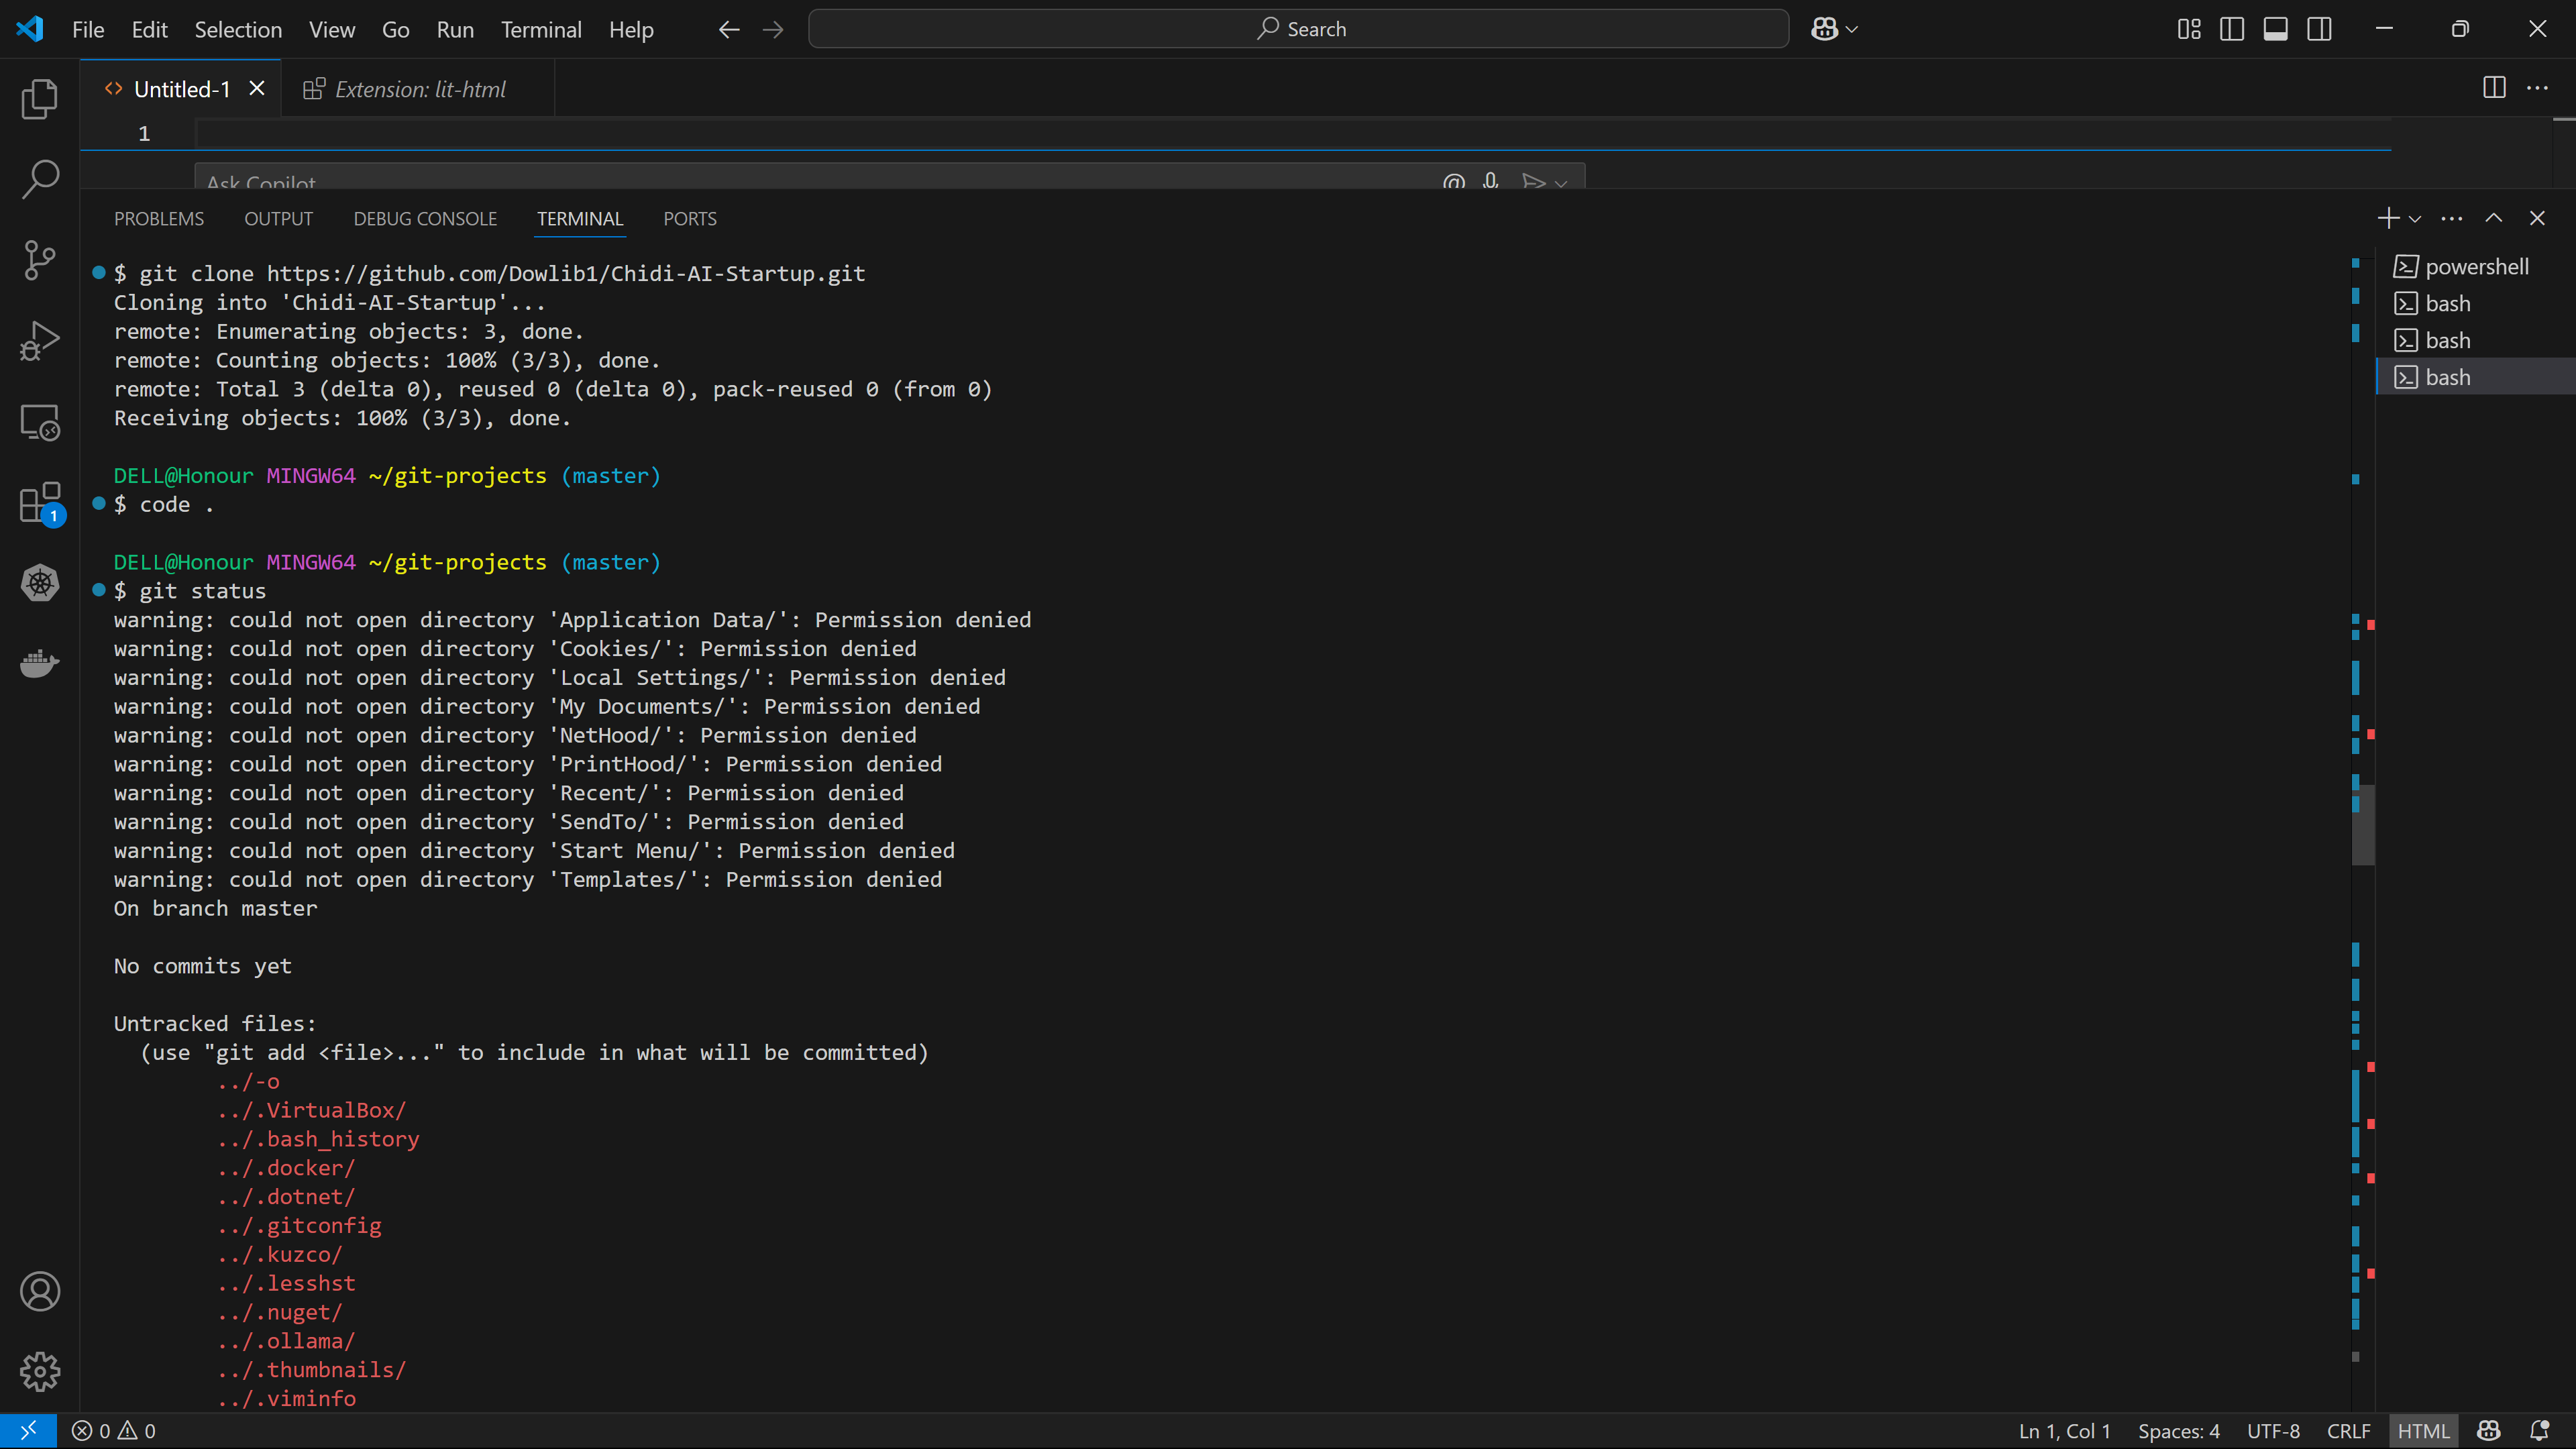 File Edit Selection View Go Run Terminal Help Search
Untitled-1 Extension: lit-html
1
Ask Copilot
PROBLEMS OUTPUT DEBUG CONSOLE TERMINAL PORTS
$ git clone https://github.com/Dowlib1/Chidi-AI-Startup.git
Cloning into 'Chidi-AI-Startup'...
remote: Enumerating objects: 3, done.
remote: Counting objects: 100% (3/3), done.
remote: Total 3 (delta 0), reused 0 (delta 0), pack-reused 0 (from 0)
Receiving objects: 100% (3/3), done.
DELL@Honour MINGW64 ~/git-projects (master)
$ code .
DELL@Honour MINGW64 ~/git-projects (master)
$ git status
warning: could not open directory 'Application Data/': Permission denied
warning: could not open directory 'Cookies/': Permission denied
warning: could not open directory 'Local Settings/': Permission denied
warning: could not open directory 'My Documents/': Permission denied
warning: could not open directory 'NetHood/': Permission denied
warning: could not open directory 'PrintHood/': Permission denied
warning: could not open directory 'Recent/': Permission denied
warning: could not open directory 'SendTo/': Permission denied
warning: could not open directory 'Start Menu/': Permission denied
warning: could not open directory 'Templates/': Permission denied
On branch master
No commits yet
Untracked files:
(use "git add <file>..." to include in what will be committed)
../-o
../.VirtualBox/
../.bash_history
../.docker/
../.dotnet/
../.gitconfig
../.kuzco/
../.lesshst
../.nuget/
../.ollama/
../.thumbnails/
../.viminfo
powershell
bash
bash
bash
1
0 0 Ln 1, Col 1 Spaces: 4 UTF-8 CRLF HTML